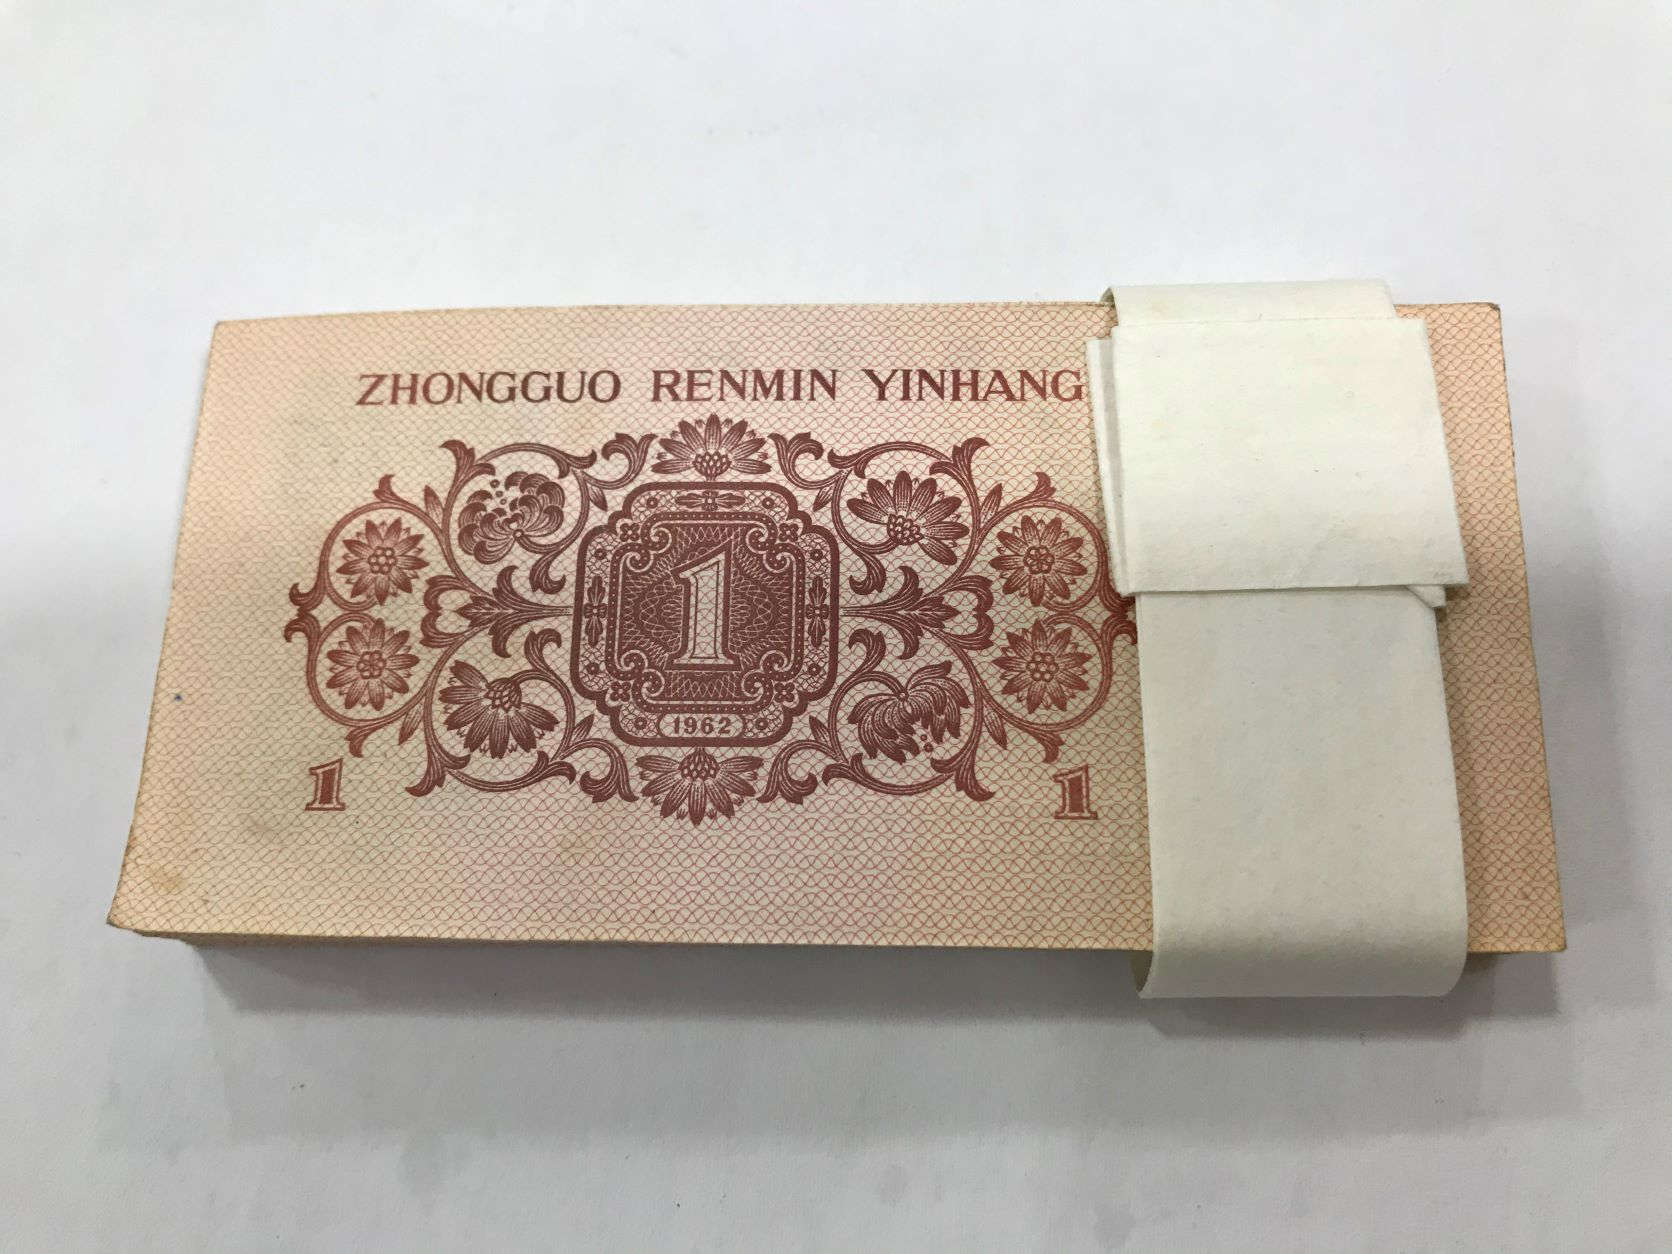 ZHONGGUO RENMIN YINHANG
1
1962
1 1